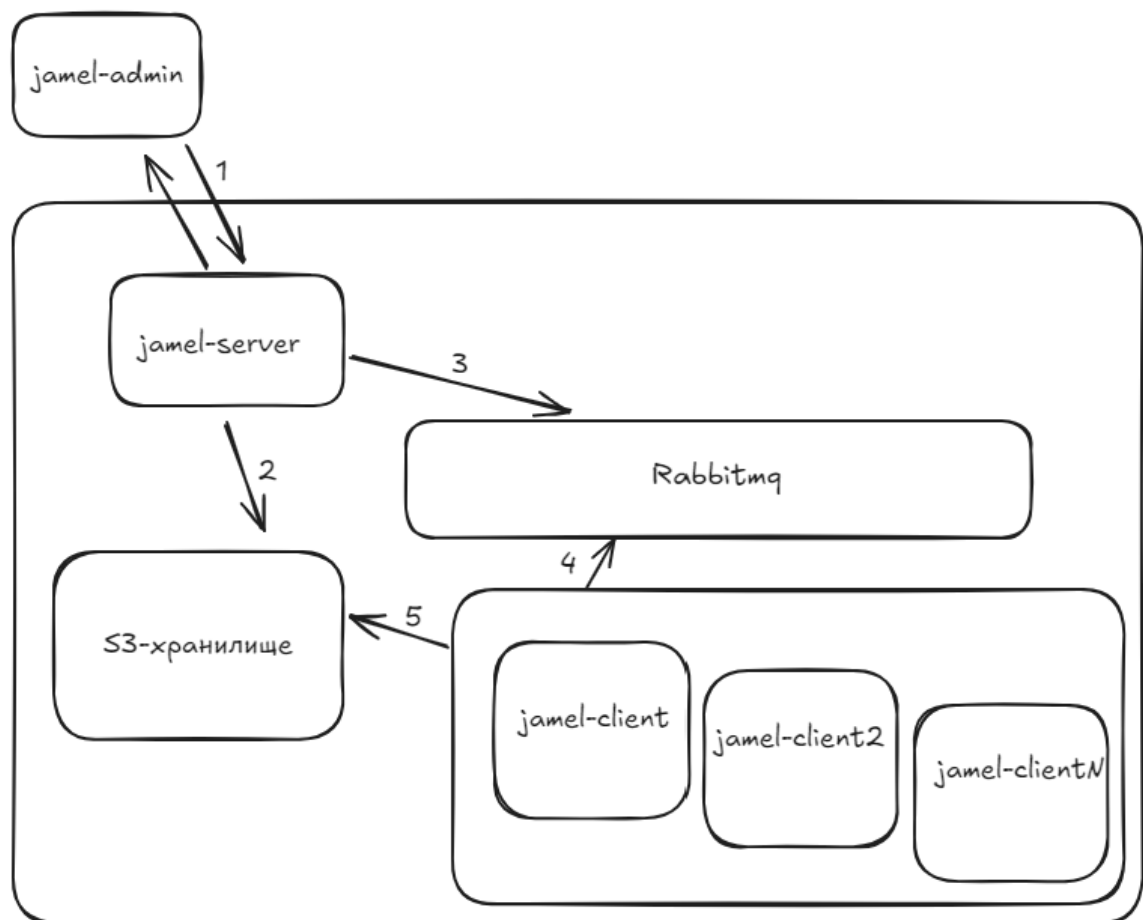 jamel-admin
1
jamel-server
3
Rabbitmq
2
4
5
S3-хранилище
jamel-client
jamel-client2
jamel-clientN